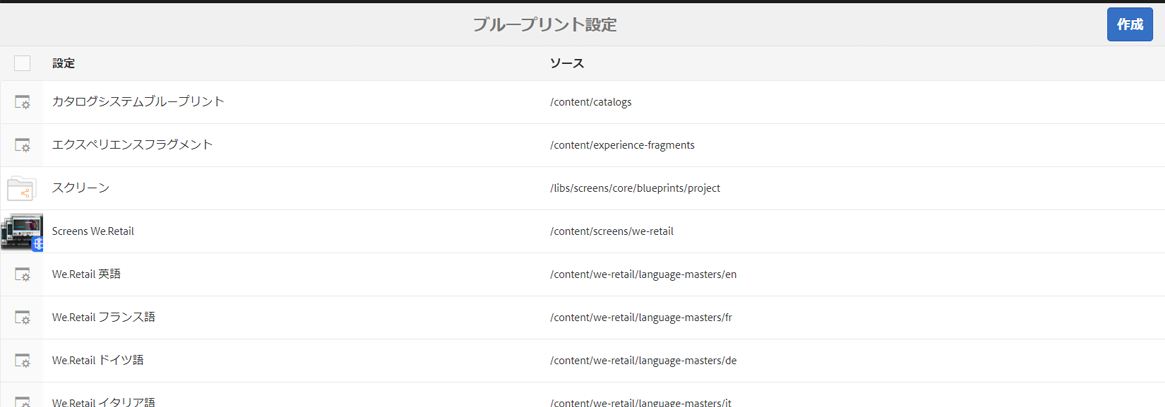 ブループリント設定
作成
設定 ソース
カタログシステムブループリント /content/catalogs
エクスペリエンスフラグメント /content/experience-fragments
スクリーン /libs/screens/core/blueprints/project
Screens We.Retail /content/screens/we-retail
We.Retail 英語 /content/we-retail/language-masters/en
We.Retail フランス語 /content/we-retail/language-masters/fr
We.Retail ドイツ語 /content/we-retail/language-masters/de
We.Retail イタリア語 /content/we-retail/language-masters/it